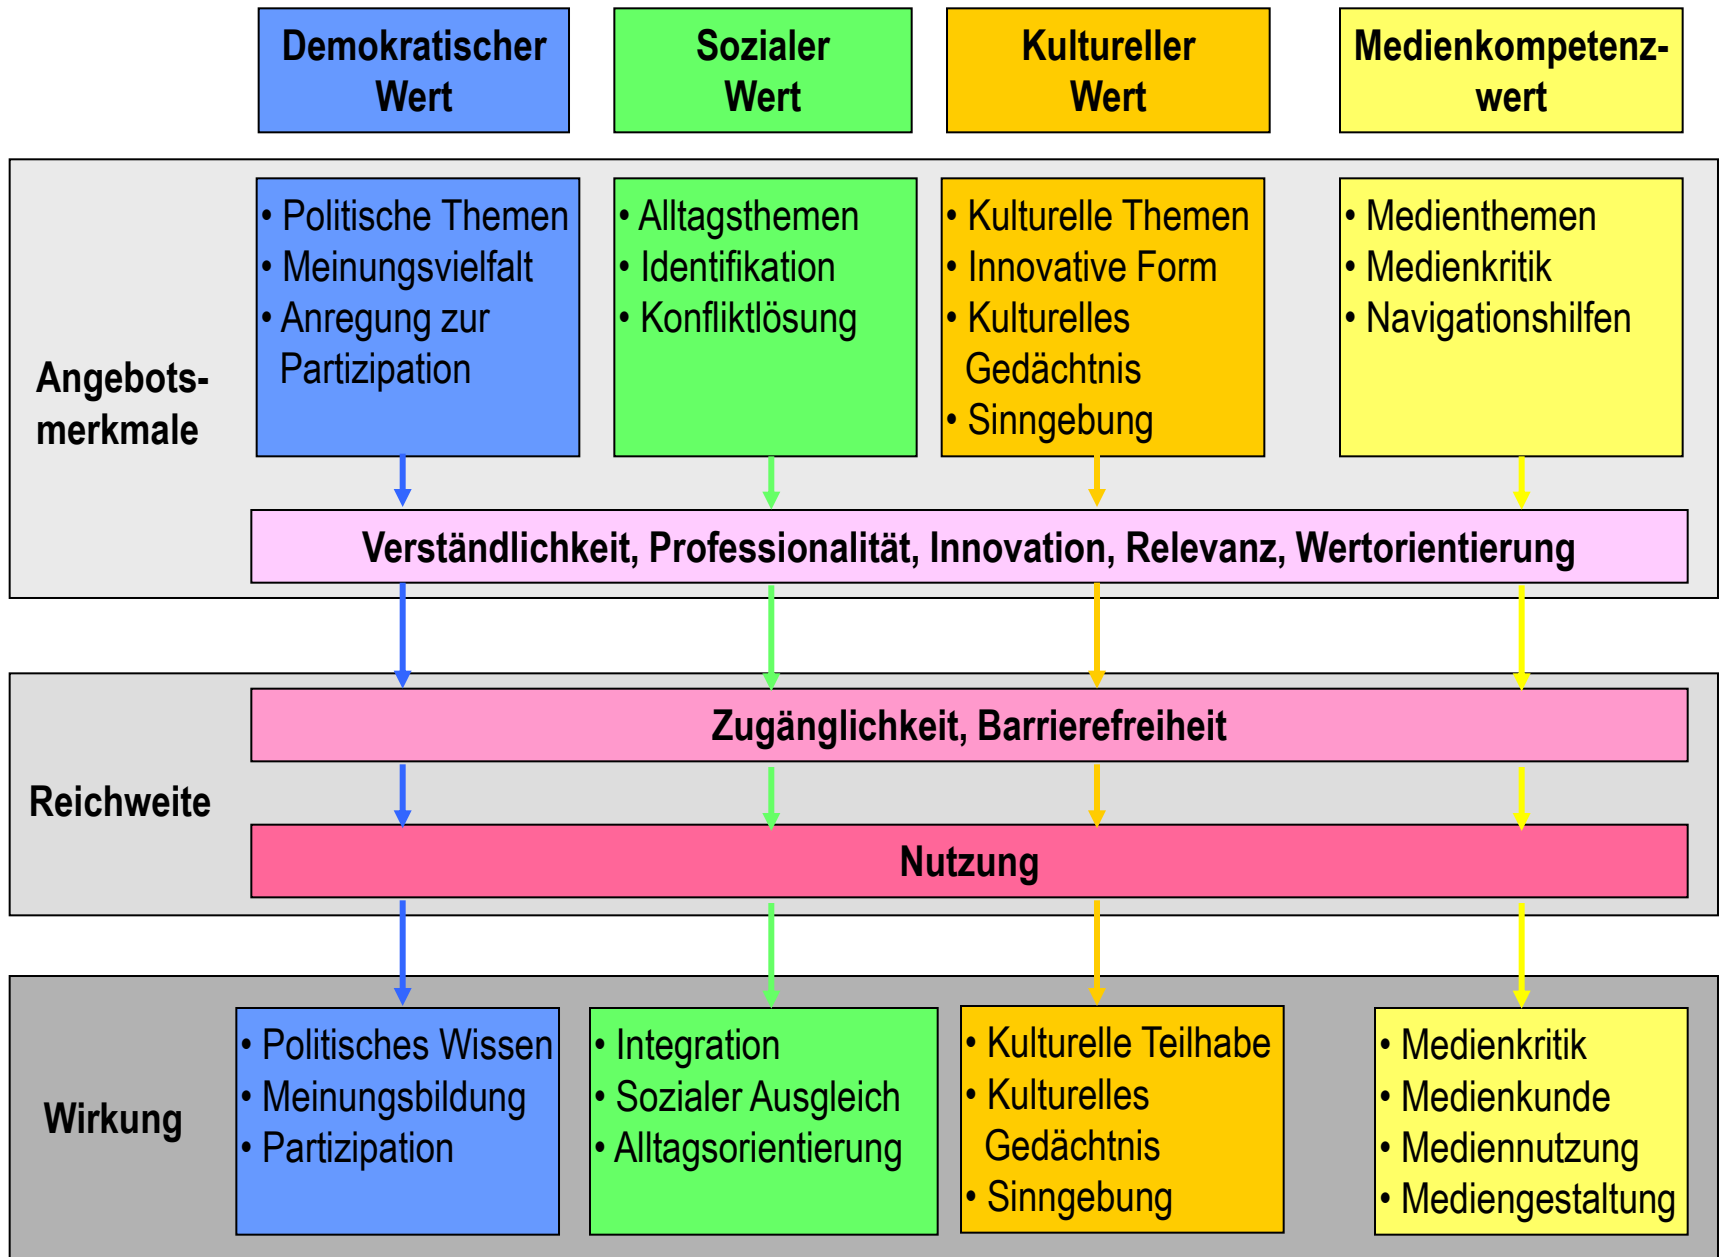 Demokratischer
Wert
Sozialer
Wert
Kultureller
Wert
Medienkompetenz-
wert
Angebots-
merkmale
• Politische Themen
• Meinungsvielfalt
• Anregung zur
Partizipation
• Alltagsthemen
• Identifikation
• Konfliktlösung
• Kulturelle Themen
• Innovative Form
• Kulturelles
Gedächtnis
• Sinngebung
• Medienthemen
• Medienkritik
• Navigationshilfen
Verständlichkeit, Professionalität, Innovation, Relevanz, Wertorientierung
Reichweite
Zugänglichkeit, Barrierefreiheit
Nutzung
Wirkung
• Politisches Wissen
• Meinungsbildung
• Partizipation
• Integration
• Sozialer Ausgleich
• Alltagsorientierung
• Kulturelle Teilhabe
• Kulturelles
Gedächtnis
• Sinngebung
• Medienkritik
• Medienkunde
• Mediennutzung
• Mediengestaltung